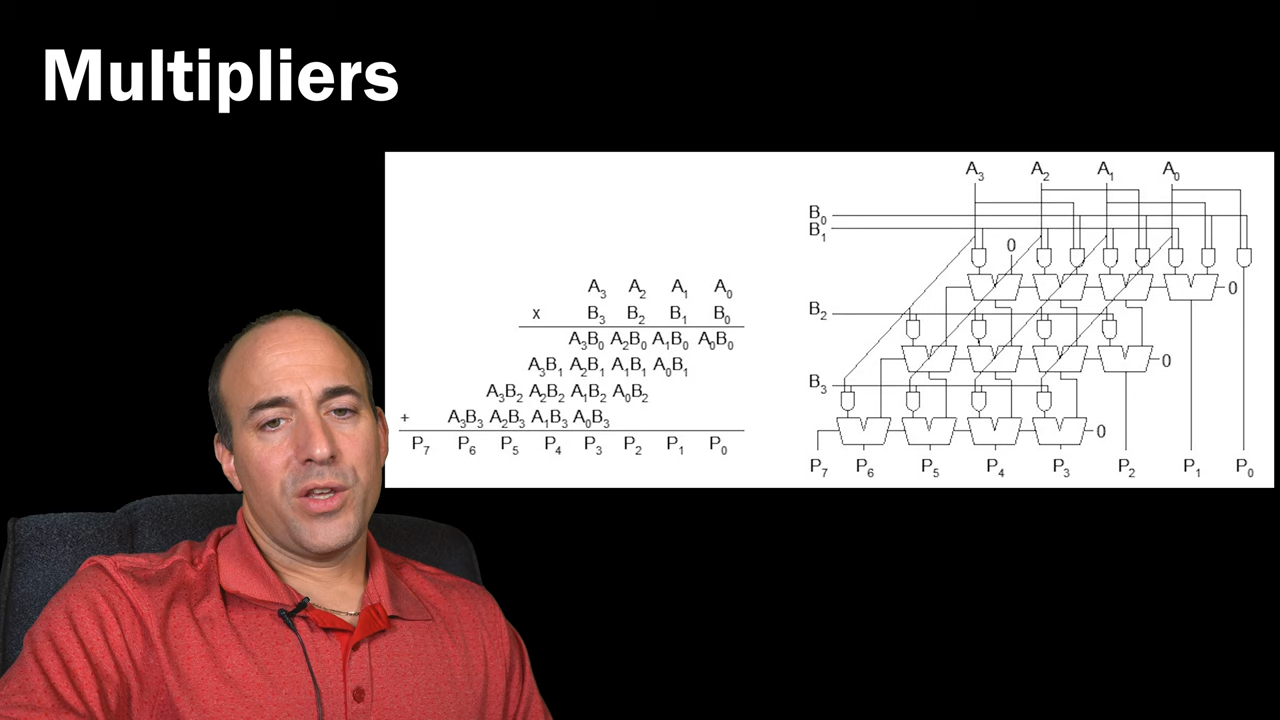 Multipliers
A₃ A₂ A₁ A₀
x B₃ B₂ B₁ B₀
A₃B₀ A₂B₀ A₁B₀ A₀B₀
A₃B₁ A₂B₁ A₁B₁ A₀B₁
A₃B₂ A₂B₂ A₁B₂ A₀B₂
+ A₃B₃ A₂B₃ A₁B₃ A₀B₃
P₇ P₆ P₅ P₄ P₃ P₂ P₁ P₀
A₃ A₂ A₁ A₀
B₀
B₁
0
0
B₂
0
B₃
0
P₇ P₆ P₅ P₄ P₃ P₂ P₁ P₀